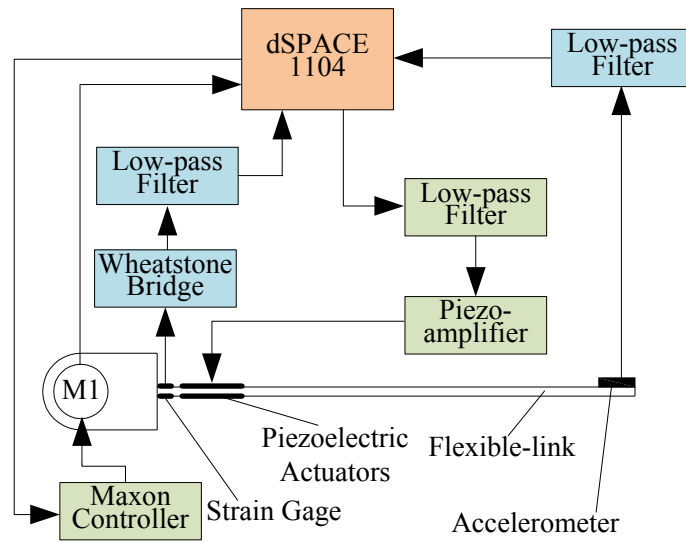 dSPACE
1104
Low-pass
Filter
Low-pass
Filter
Low-pass
Filter
Wheatstone
Bridge
Piezo-
amplifier
M1
Piezoelectric
Actuators
Flexible-link
Maxon
Controller
Strain Gage
Accelerometer